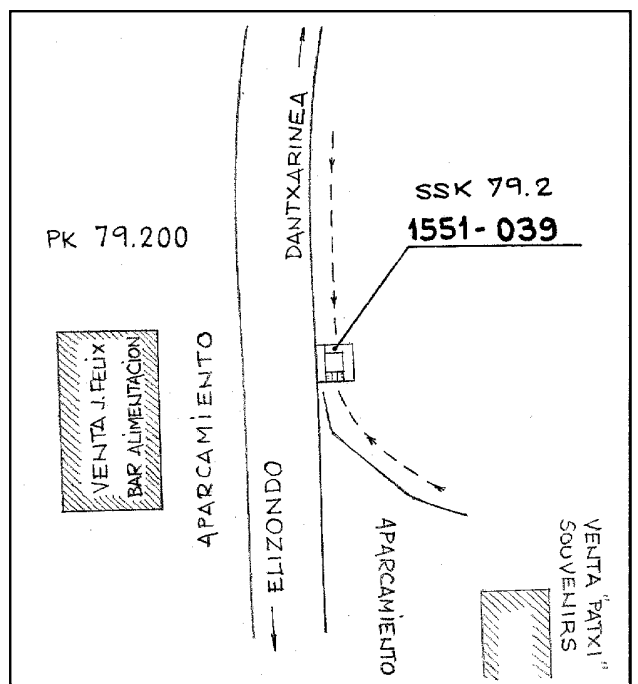 DANTXARINEA
SSK 79.2
1551-039
PK 79.200
VENTA J. FELIX
BAR ALIMENTACION
APARCAMIENTO
ELIZONDO
APARCAMIENTO
VENTA "PATXI"
SOUVENIRS